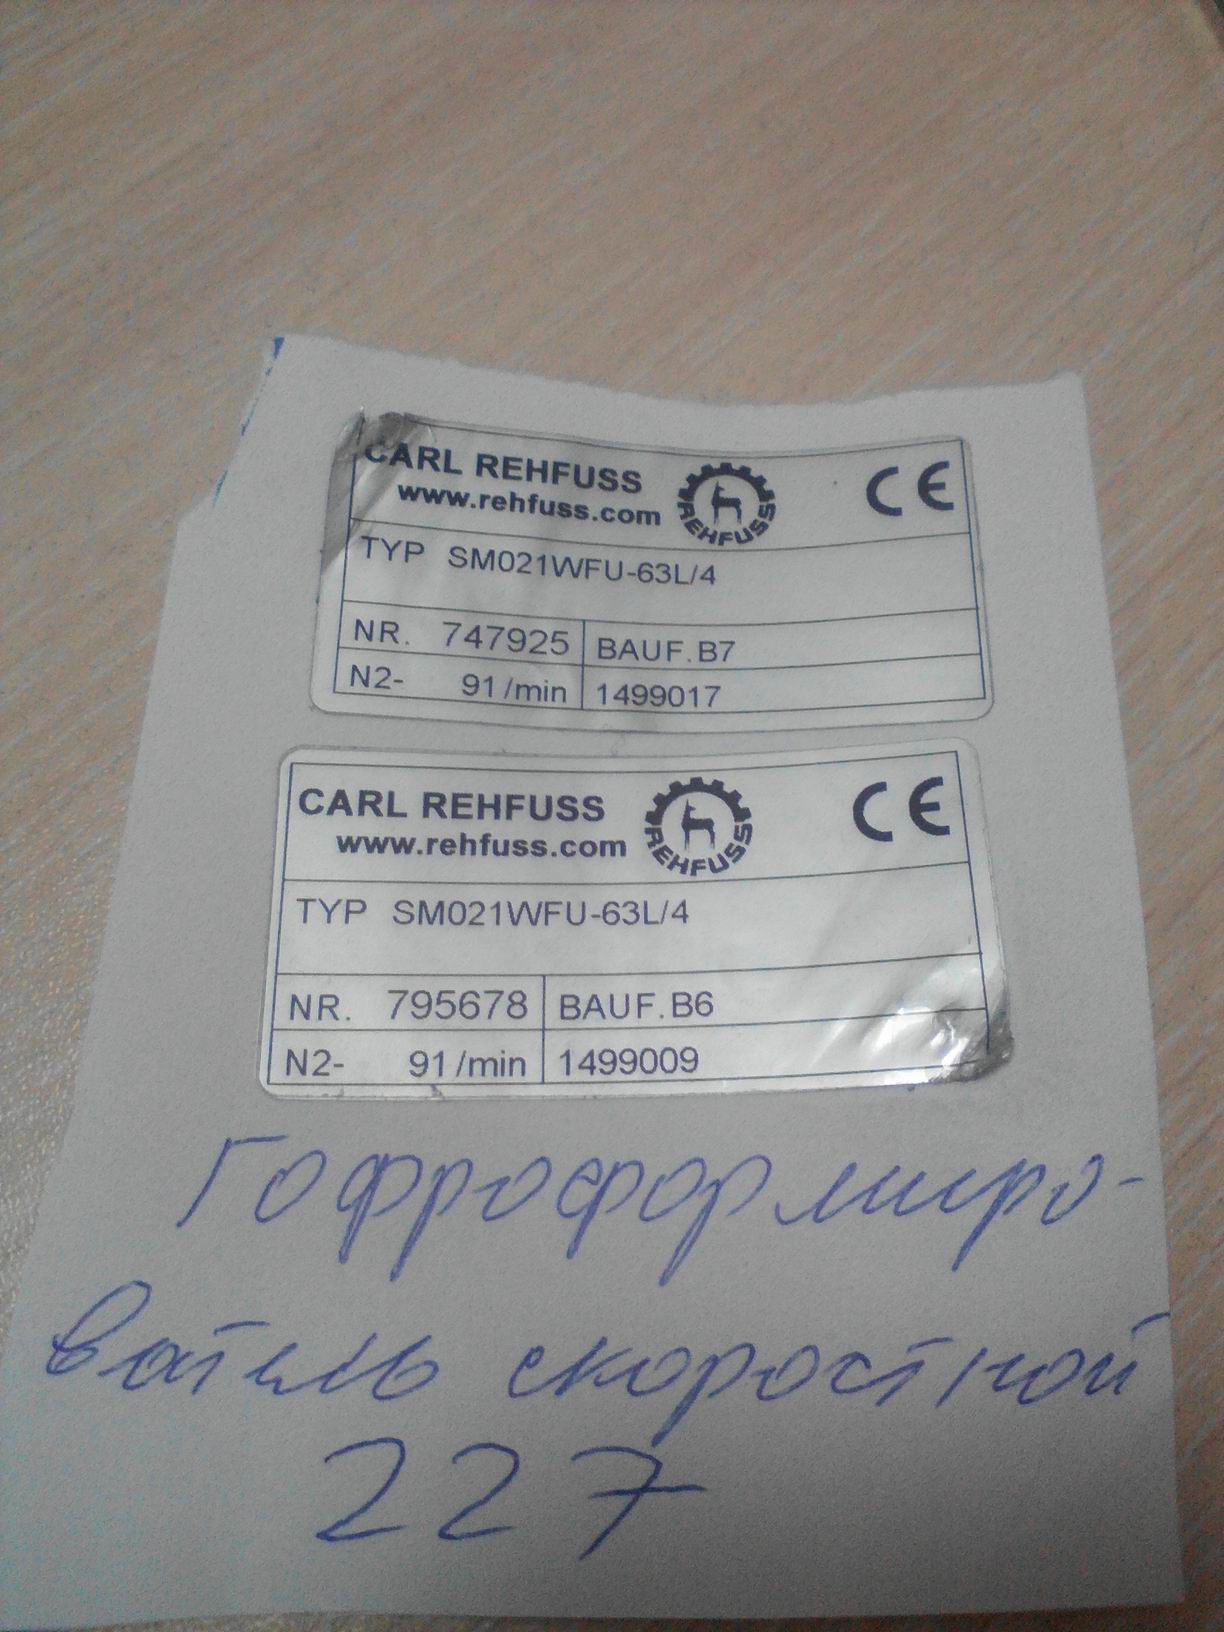 CARL REHFUSS
www.rehfuss.com
REHFUSS
CE
TYP SM021WFU-63L/4
NR. 747925 BAUF.B7
N2- 91/min 1499017
CARL REHFUSS
www.rehfuss.com
REHFUSS
CE
TYP SM021WFU-63L/4
NR. 795678 BAUF.B6
N2- 91/min 1499009
Гофроформиро-
ватель скоростной
227